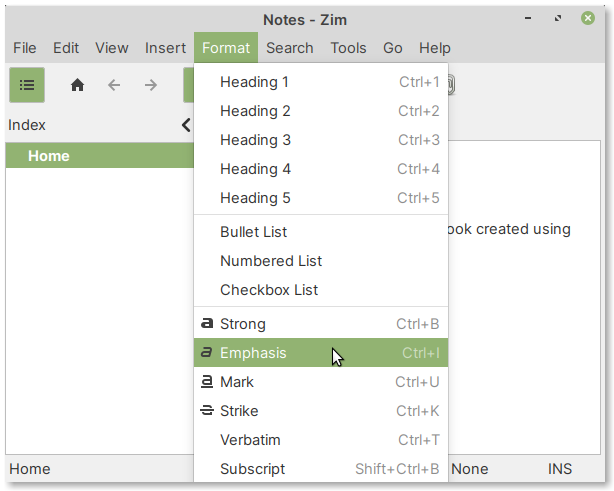 Notes - Zim
File Edit View Insert Format Search Tools Go Help
Index
Home
Heading 1 Ctrl+1
Heading 2 Ctrl+2
Heading 3 Ctrl+3
Heading 4 Ctrl+4
Heading 5 Ctrl+5
Bullet List
Numbered List
Checkbox List
Strong Ctrl+B
Emphasis Ctrl+I
Mark Ctrl+U
Strike Ctrl+K
Verbatim Ctrl+T
Subscript Shift+Ctrl+B
ook created using
Home None INS